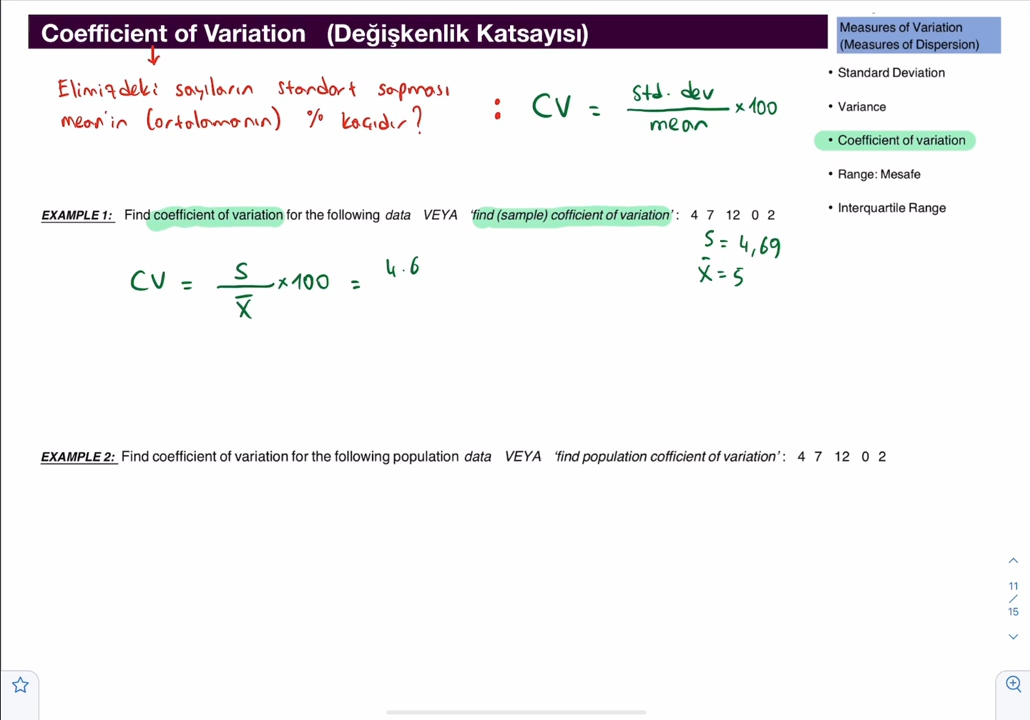 Coefficient of Variation (Değişkenlik Katsayısı)
Measures of Variation
(Measures of Dispersion)
• Standard Deviation
• Variance
• Coefficient of variation
• Range: Mesafe
• Interquartile Range
Elimizdeki sayıların standart sapması
mean'in (ortalamanın) % kaçıdır?
: CV = std. dev / mean × 100
EXAMPLE 1: Find coefficient of variation for the following data VEYA 'find (sample) cofficient of variation': 4 7 12 0 2
S = 4,69
x̄ = 5
CV = S / x̄ × 100 = 4.6
EXAMPLE 2: Find coefficient of variation for the following population data VEYA 'find population cofficient of variation': 4 7 12 0 2
11
/
15